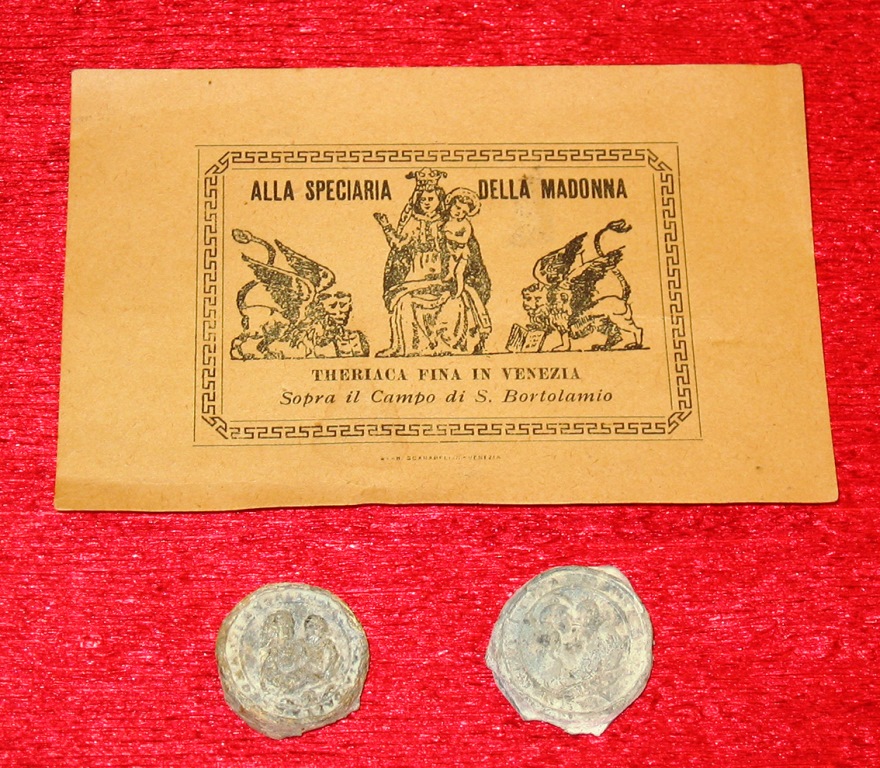 ALLA SPECIARIA DELLA MADONNA
THERIACA FINA IN VENEZIA
Sopra il Campo di S. Bortolamio